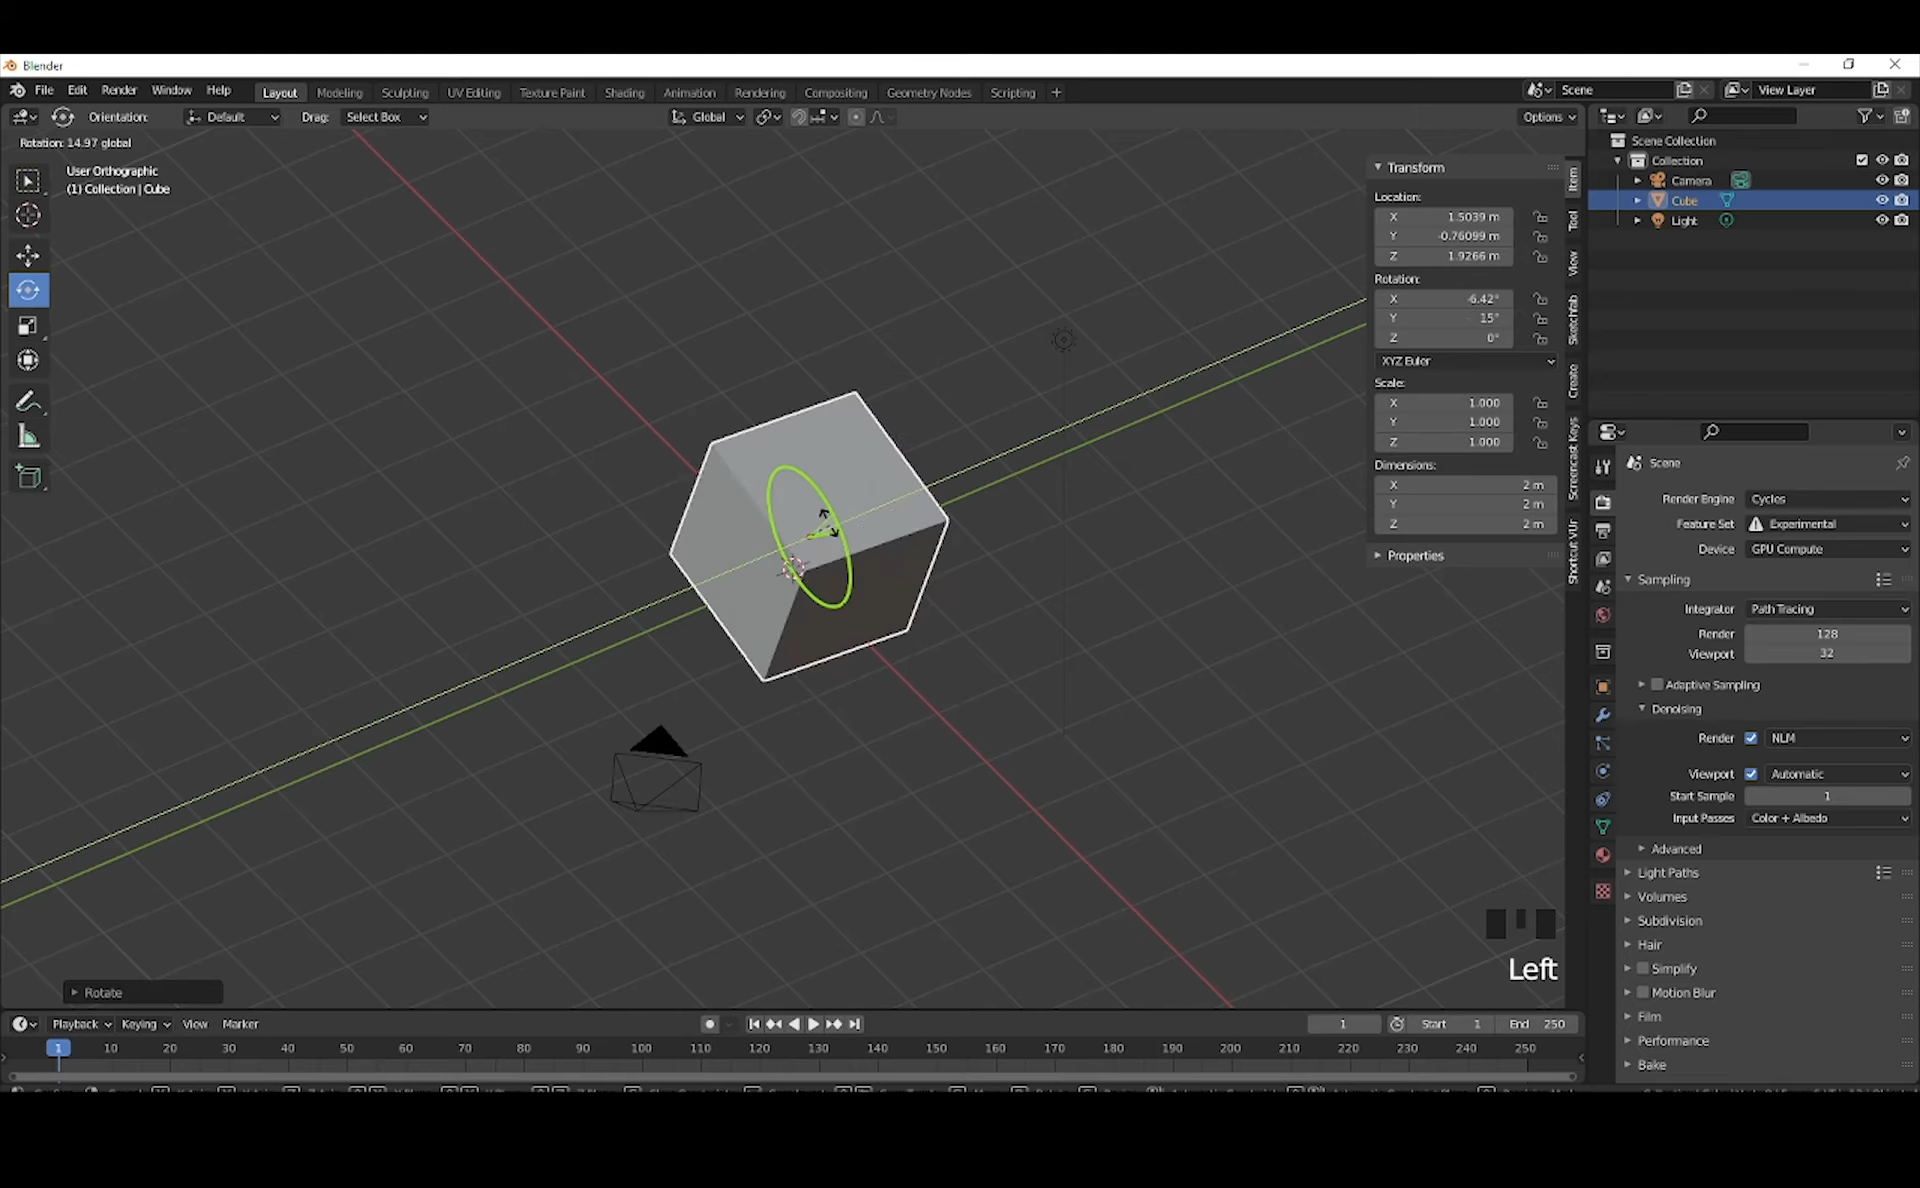 Blender
File Edit Render Window Help Layout Modeling Sculpting UV Editing Texture Paint Shading Animation Rendering Compositing Geometry Nodes Scripting + Scene View Layer
Orientation: Default Drag: Select Box Global Options
Rotation: 14.97 global
User Orthographic
(1) Collection | Cube
Transform
Location:
X 1.5039 m
Y -0.76099 m
Z 1.9266 m
Rotation:
X -6.42°
Y 15°
Z 0°
XYZ Euler
Scale:
X 1.000
Y 1.000
Z 1.000
Dimensions:
X 2 m
Y 2 m
Z 2 m
Properties
Item
Tool
View
Sketchfab
Create
Screencast Keys
Shortcut VUr
Scene Collection
Collection
Camera
Cube
Light
Scene
Render Engine Cycles
Feature Set Experimental
Device GPU Compute
Sampling
Integrator Path Tracing
Render 128
Viewport 32
Adaptive Sampling
Denoising
Render NLM
Viewport Automatic
Start Sample 1
Input Passes Color + Albedo
Advanced
Light Paths
Volumes
Subdivision
Hair
Simplify
Motion Blur
Film
Performance
Bake
Left
Rotate
Playback Keying View Marker 1 Start 1 End 250
1 10 20 30 40 50 60 70 80 90 100 110 120 130 140 150 160 170 180 190 200 210 220 230 240 250